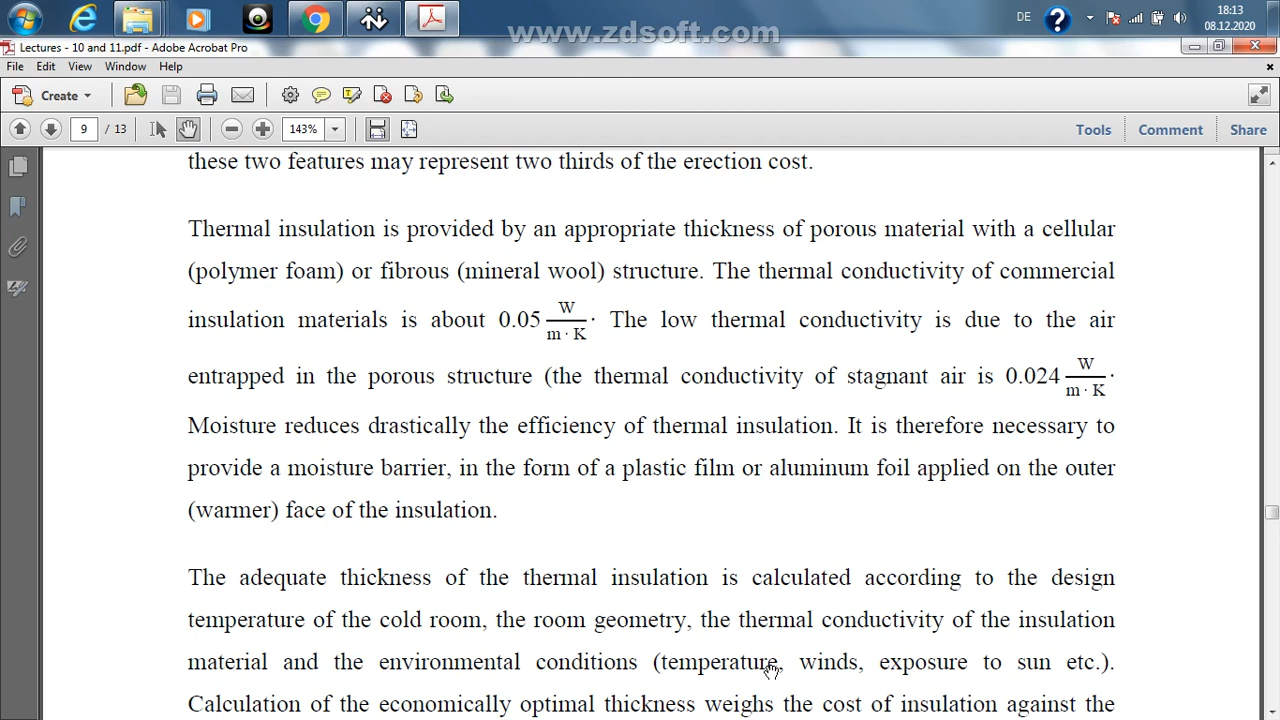 18:13
DE
08.12.2020
www.zdsoft.com
Lectures - 10 and 11.pdf - Adobe Acrobat Pro
File Edit View Window Help
Create
9 / 13 143% Tools Comment Share
these two features may represent two thirds of the erection cost.
Thermal insulation is provided by an appropriate thickness of porous material with a cellular
(polymer foam) or fibrous (mineral wool) structure. The thermal conductivity of commercial
insulation materials is about 0.05 W/m · K. The low thermal conductivity is due to the air
entrapped in the porous structure (the thermal conductivity of stagnant air is 0.024 W/m · K.
Moisture reduces drastically the efficiency of thermal insulation. It is therefore necessary to
provide a moisture barrier, in the form of a plastic film or aluminum foil applied on the outer
(warmer) face of the insulation.
The adequate thickness of the thermal insulation is calculated according to the design
temperature of the cold room, the room geometry, the thermal conductivity of the insulation
material and the environmental conditions (temperature, winds, exposure to sun etc.).
Calculation of the economically optimal thickness weighs the cost of insulation against the